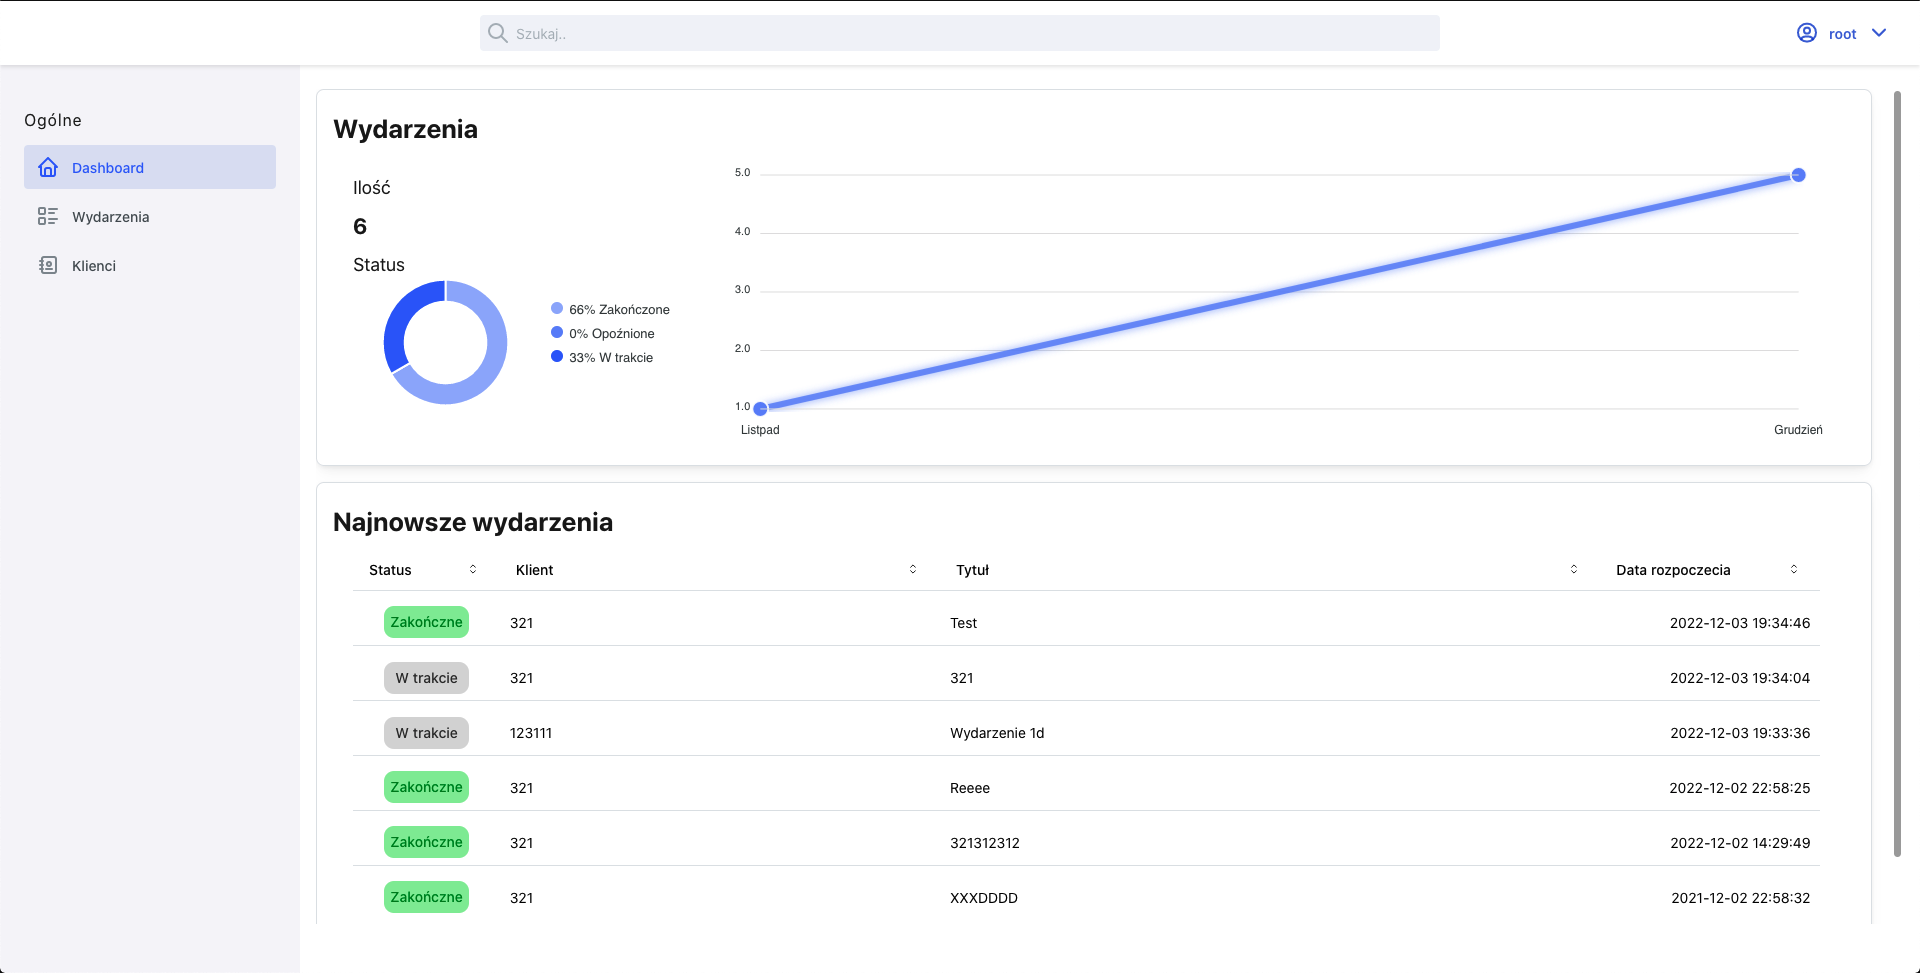 Szukaj..
root
Ogólne
Dashboard
Wydarzenia
Klienci
Wydarzenia
Ilość
6
Status
66% Zakończone
0% Opoźnione
33% W trakcie
5.0
4.0
3.0
2.0
1.0
Listpad Grudzień
Najnowsze wydarzenia
Status Klient Tytuł Data rozpoczecia
Zakończne 321 Test 2022-12-03 19:34:46
W trakcie 321 321 2022-12-03 19:34:04
W trakcie 123111 Wydarzenie 1d 2022-12-03 19:33:36
Zakończne 321 Reeee 2022-12-02 22:58:25
Zakończne 321 321312312 2022-12-02 14:29:49
Zakończne 321 XXXDDDD 2021-12-02 22:58:32